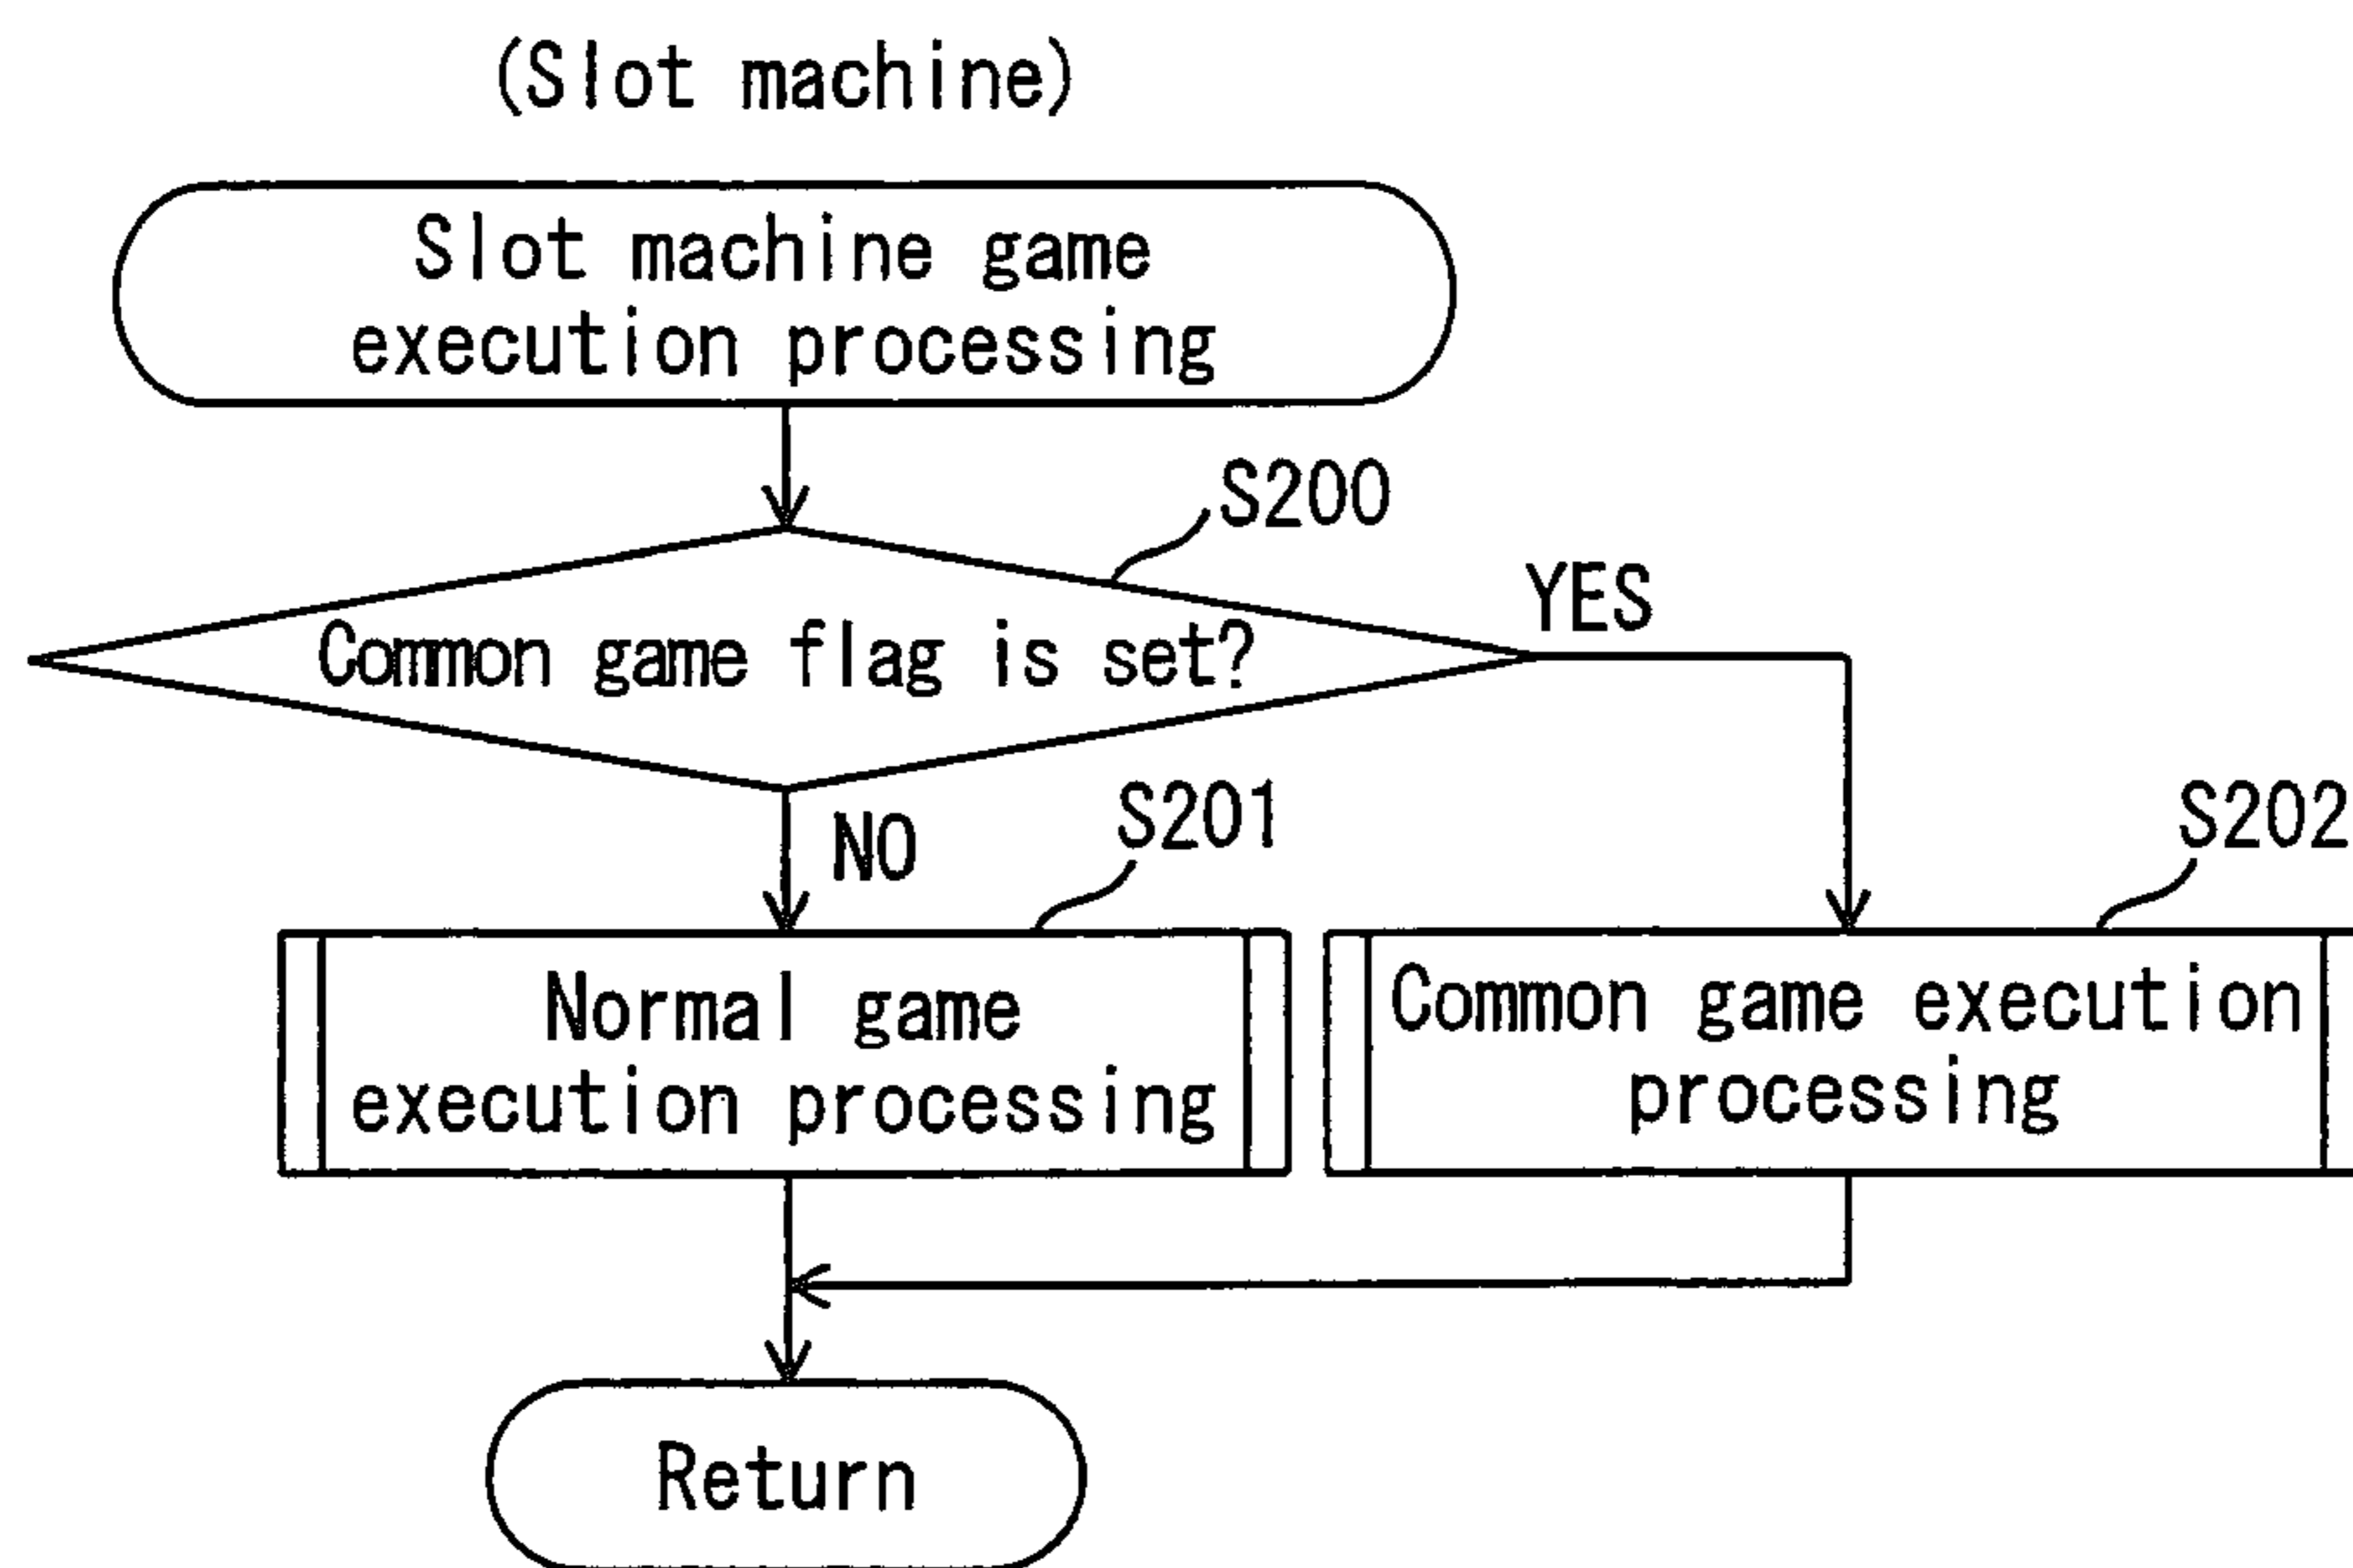 (Slot machine)
Slot machine game
execution processing
S200
Common game flag is set?
YES
NO
S201
S202
Normal game
execution processing
Common game execution
processing
Return